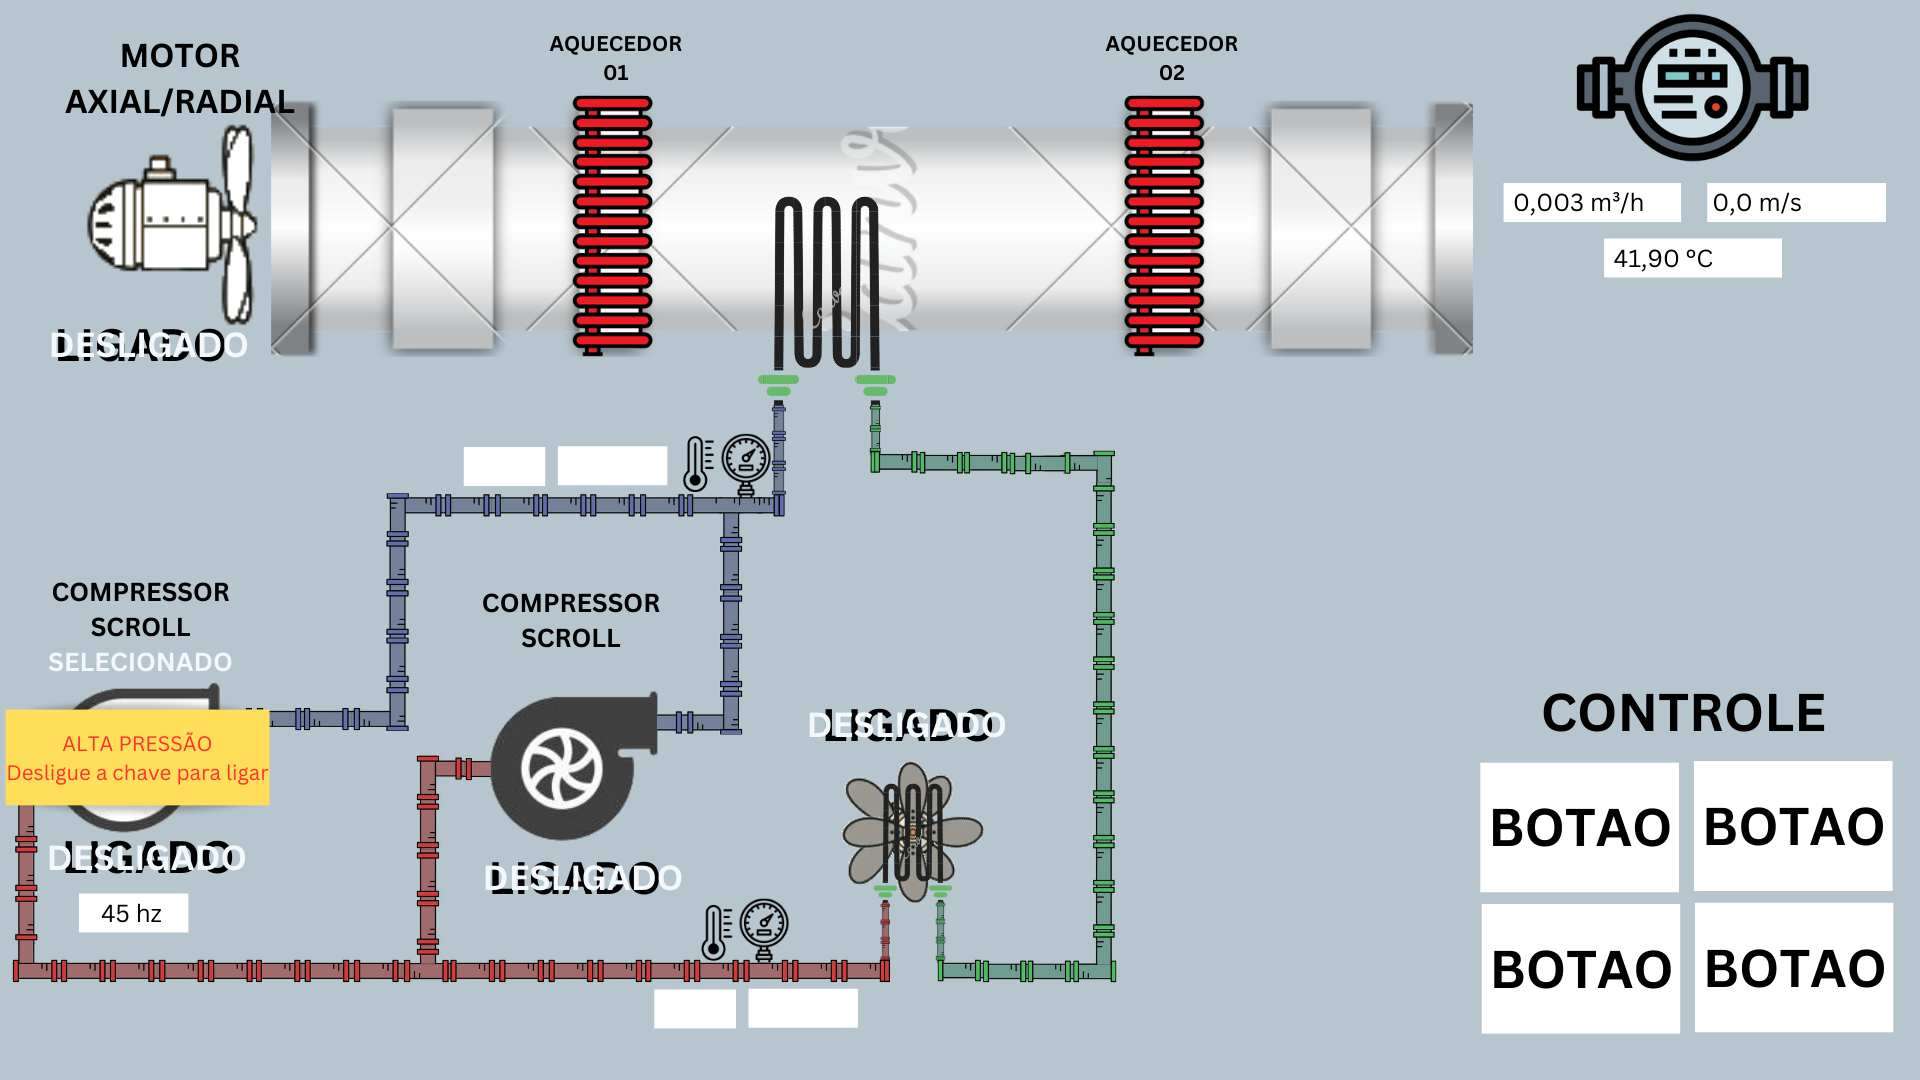 MOTOR
AXIAL/RADIAL
LIGADO
DESLIGADO
AQUECEDOR
01
AQUECEDOR
02
0,003 m³/h
0,0 m/s
41,90 °C
COMPRESSOR
SCROLL
SELECIONADO
ALTA PRESSÃO
Desligue a chave para ligar
LIGADO
DESLIGADO
45 hz
COMPRESSOR
SCROLL
LIGADO
DESLIGADO
LIGADO
DESLIGADO
CONTROLE
BOTAO
BOTAO
BOTAO
BOTAO